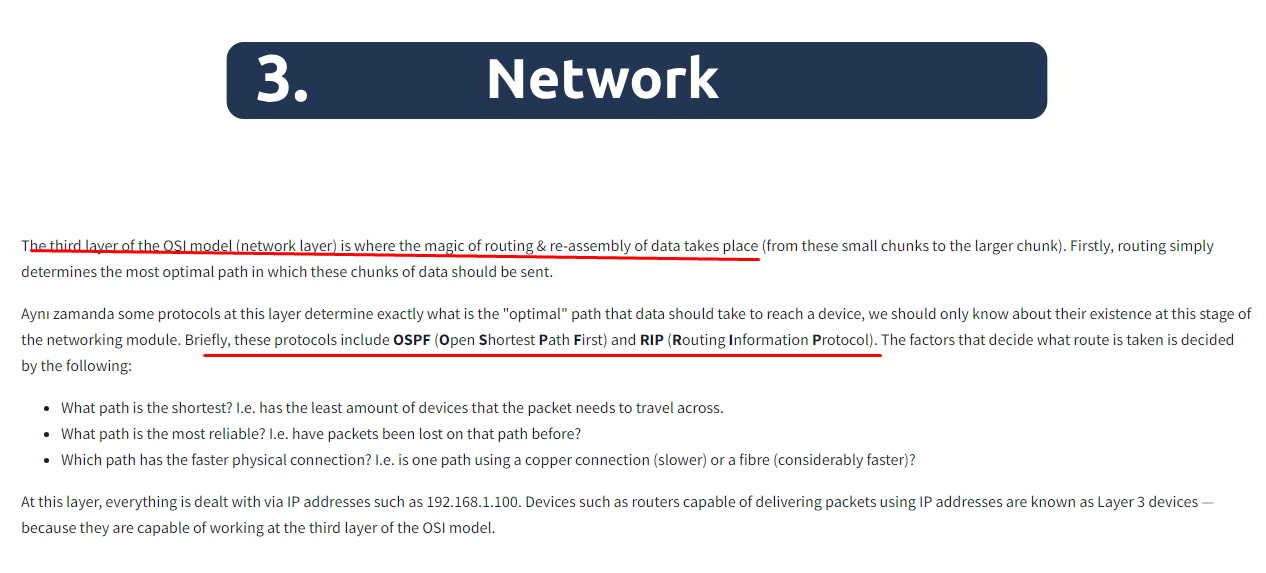 3. Network
The third layer of the OSI model (network layer) is where the magic of routing & re-assembly of data takes place (from these small chunks to the larger chunk). Firstly, routing simply
determines the most optimal path in which these chunks of data should be sent.
Aynı zamanda some protocols at this layer determine exactly what is the "optimal" path that data should take to reach a device, we should only know about their existence at this stage of
the networking module. Briefly, these protocols include OSPF (Open Shortest Path First) and RIP (Routing Information Protocol). The factors that decide what route is taken is decided
by the following:
• What path is the shortest? I.e. has the least amount of devices that the packet needs to travel across.
• What path is the most reliable? I.e. have packets been lost on that path before?
• Which path has the faster physical connection? I.e. is one path using a copper connection (slower) or a fibre (considerably faster)?
At this layer, everything is dealt with via IP addresses such as 192.168.1.100. Devices such as routers capable of delivering packets using IP addresses are known as Layer 3 devices —
because they are capable of working at the third layer of the OSI model.